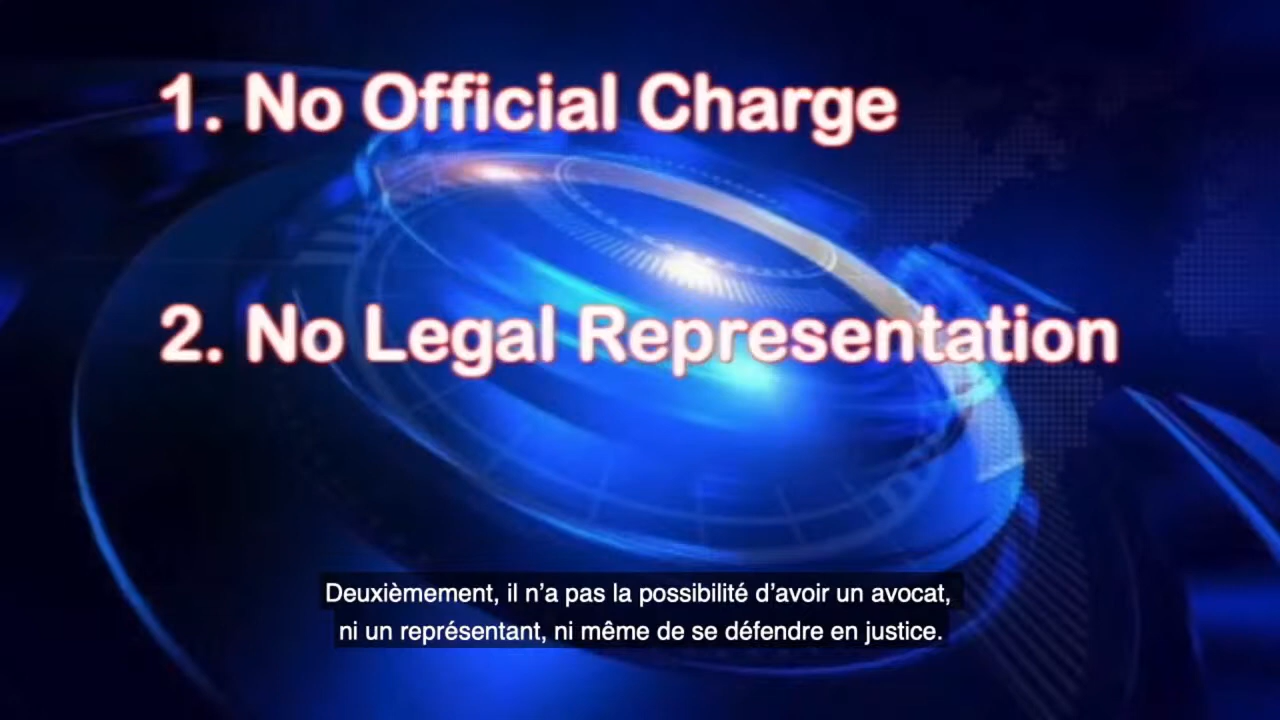 1. No Official Charge
2. No Legal Representation
Deuxièmement, il n’a pas la possibilité d’avoir un avocat,
ni un représentant, ni même de se défendre en justice.